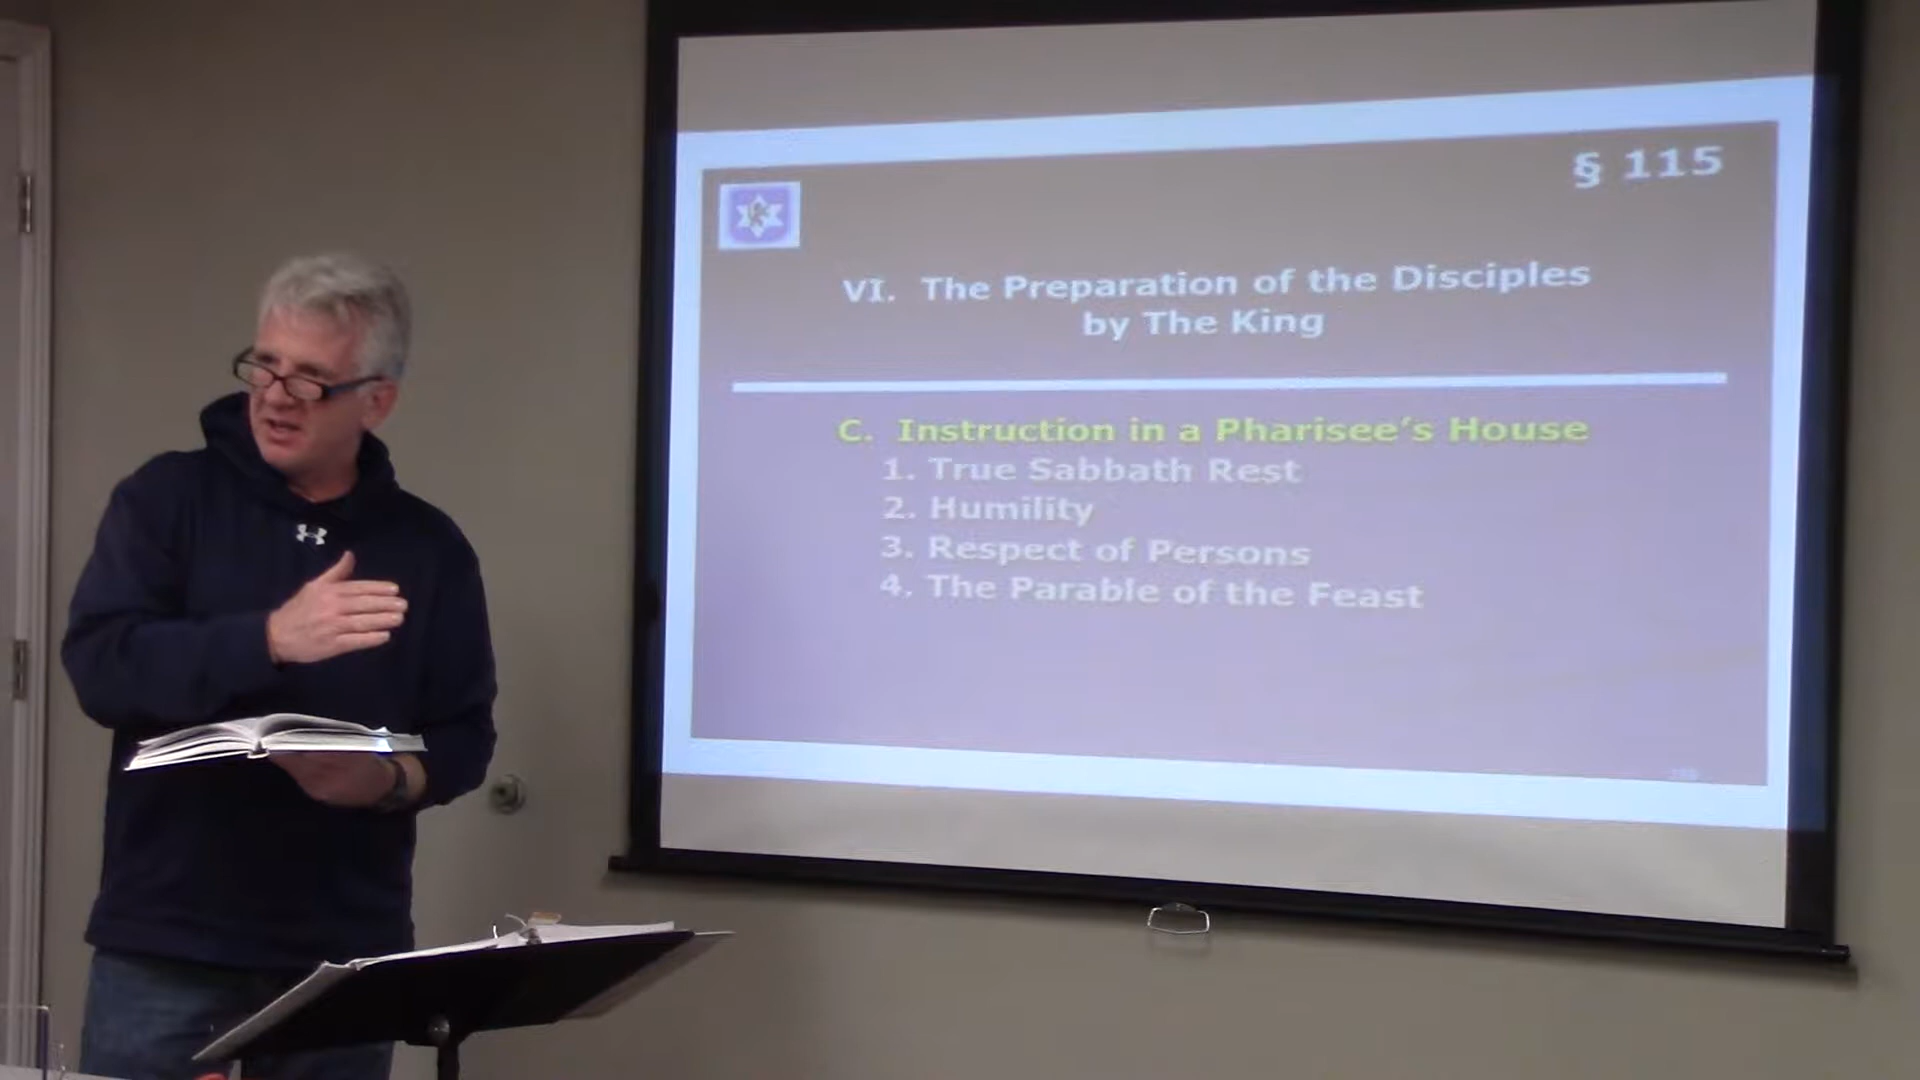 § 115
VI. The Preparation of the Disciples
by The King
C. Instruction in a Pharisee's House
1. True Sabbath Rest
2. Humility
3. Respect of Persons
4. The Parable of the Feast